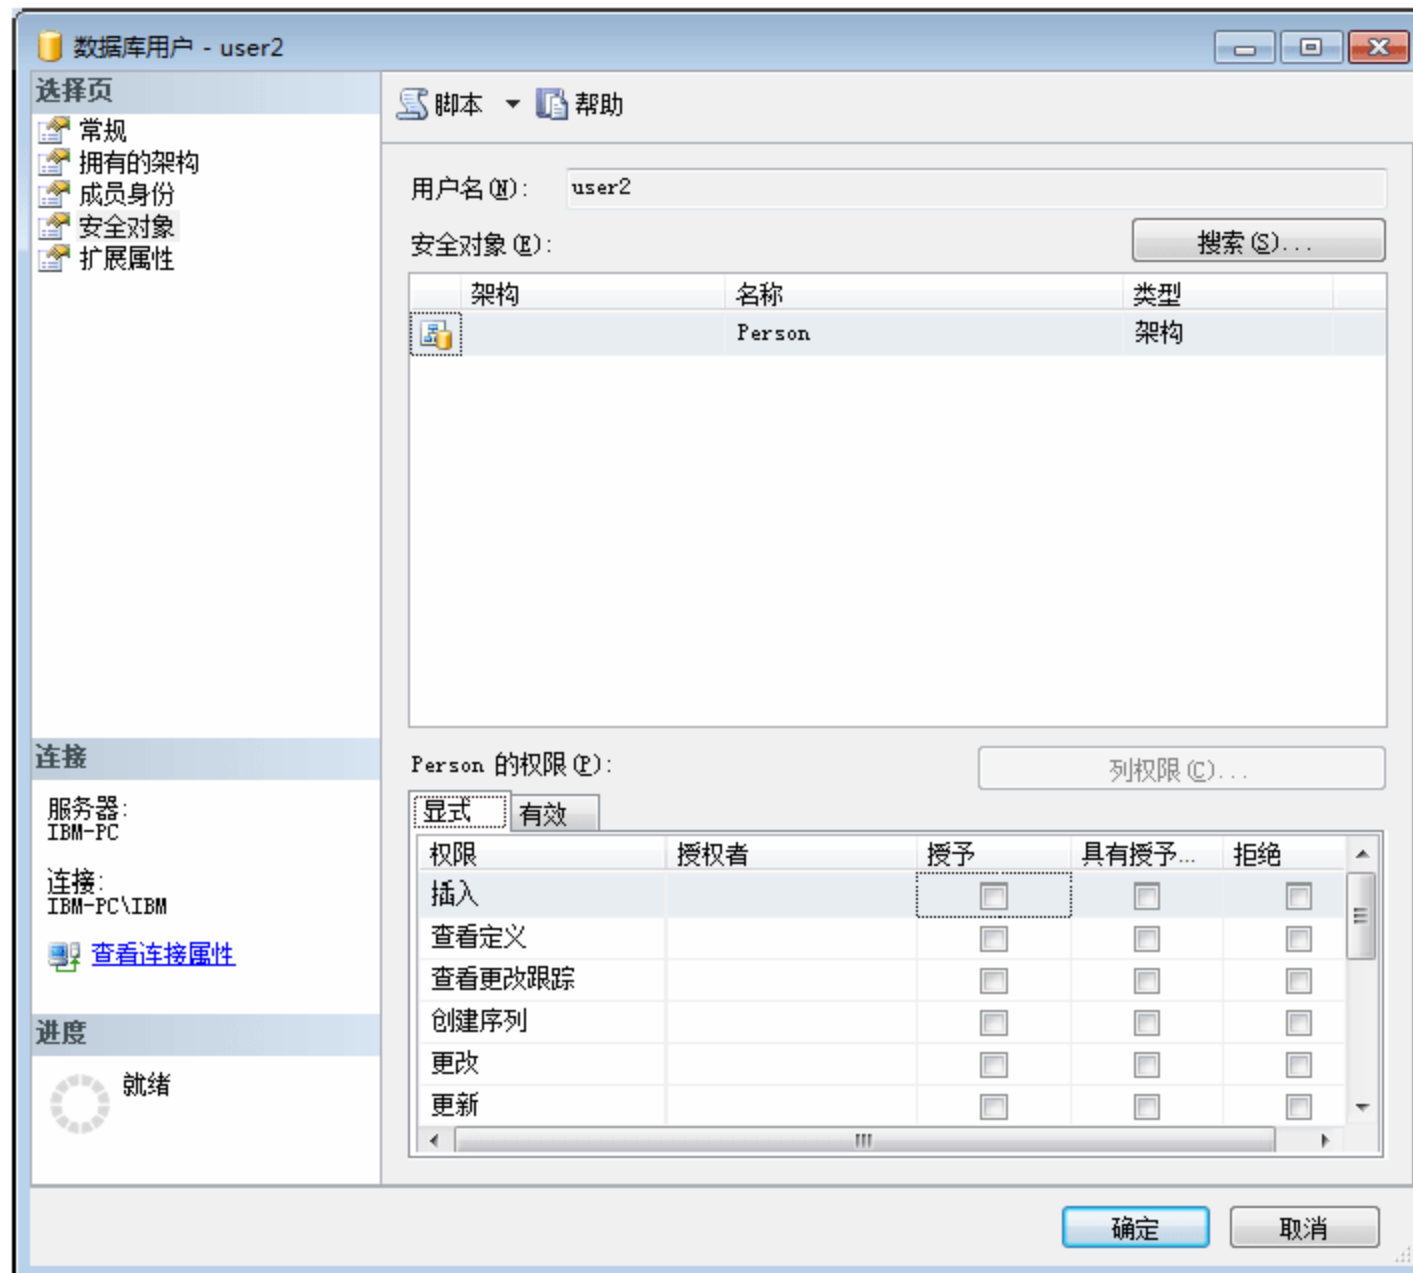 数据库用户 - user2
选择页
常规
拥有的架构
成员身份
安全对象
扩展属性
脚本 帮助
用户名(N): user2
安全对象(E): 搜索(S)...
架构 名称 类型
Person 架构
Person 的权限(P): 列权限(C)...
显式 有效
权限 授权者 授予 具有授予... 拒绝
插入
查看定义
查看更改跟踪
创建序列
更改
更新
连接
服务器:
IBM-PC
连接:
IBM-PC\IBM
查看连接属性
进度
就绪
确定 取消